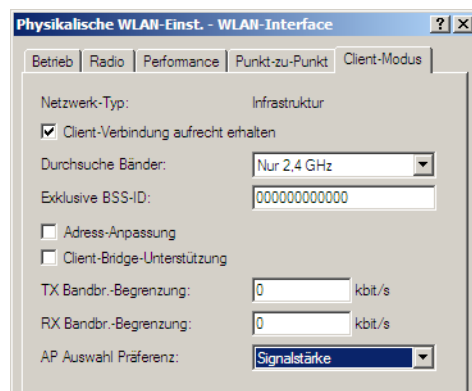 Physikalische WLAN-Einst. - WLAN-Interface
Betrieb Radio Performance Punkt-zu-Punkt Client-Modus
Netzwerk-Typ: Infrastruktur
Client-Verbindung aufrecht erhalten
Durchsuche Bänder: Nur 2,4 GHz
Exklusive BSS-ID: 000000000000
Adress-Anpassung
Client-Bridge-Unterstützung
TX Bandbr.-Begrenzung: 0 kbit/s
RX Bandbr.-Begrenzung: 0 kbit/s
AP Auswahl Präferenz: Signalstärke